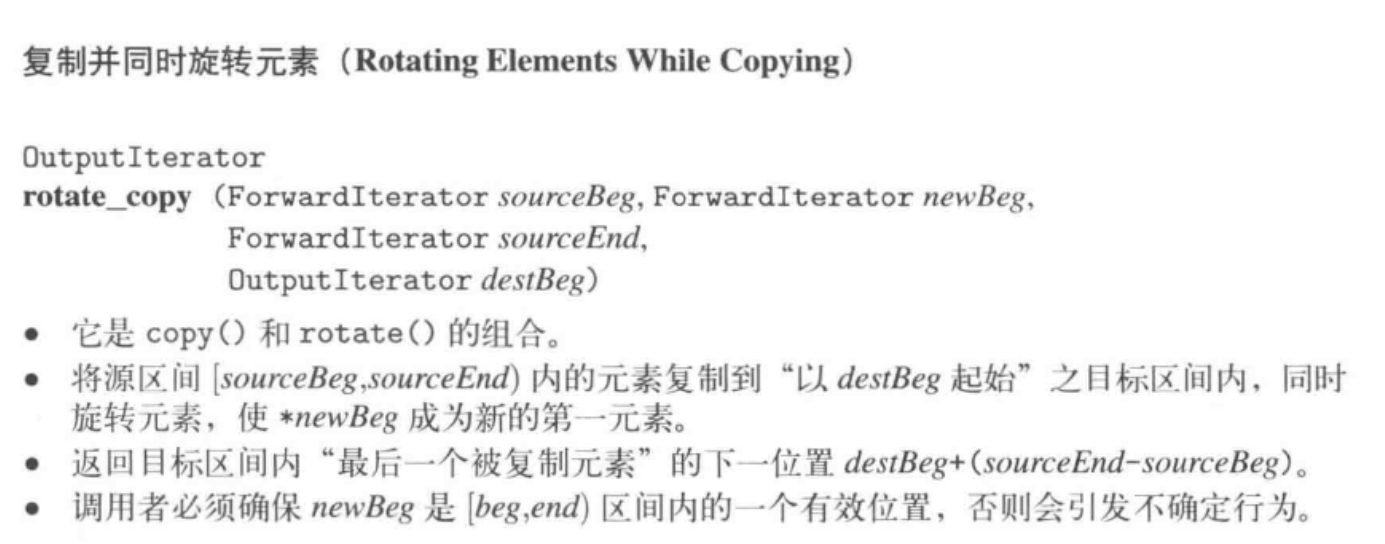 复制并同时旋转元素（Rotating Elements While Copying）
OutputIterator
rotate_copy (ForwardIterator sourceBeg, ForwardIterator newBeg,
ForwardIterator sourceEnd,
OutputIterator destBeg)
• 它是 copy() 和 rotate() 的组合。
• 将源区间 [sourceBeg,sourceEnd) 内的元素复制到“以 destBeg 起始”之目标区间内，同时
旋转元素，使 *newBeg 成为新的第一元素。
• 返回目标区间内“最后一个被复制元素”的下一位置 destBeg+(sourceEnd-sourceBeg)。
• 调用者必须确保 newBeg 是 [beg,end) 区间内的一个有效位置，否则会引发不确定行为。